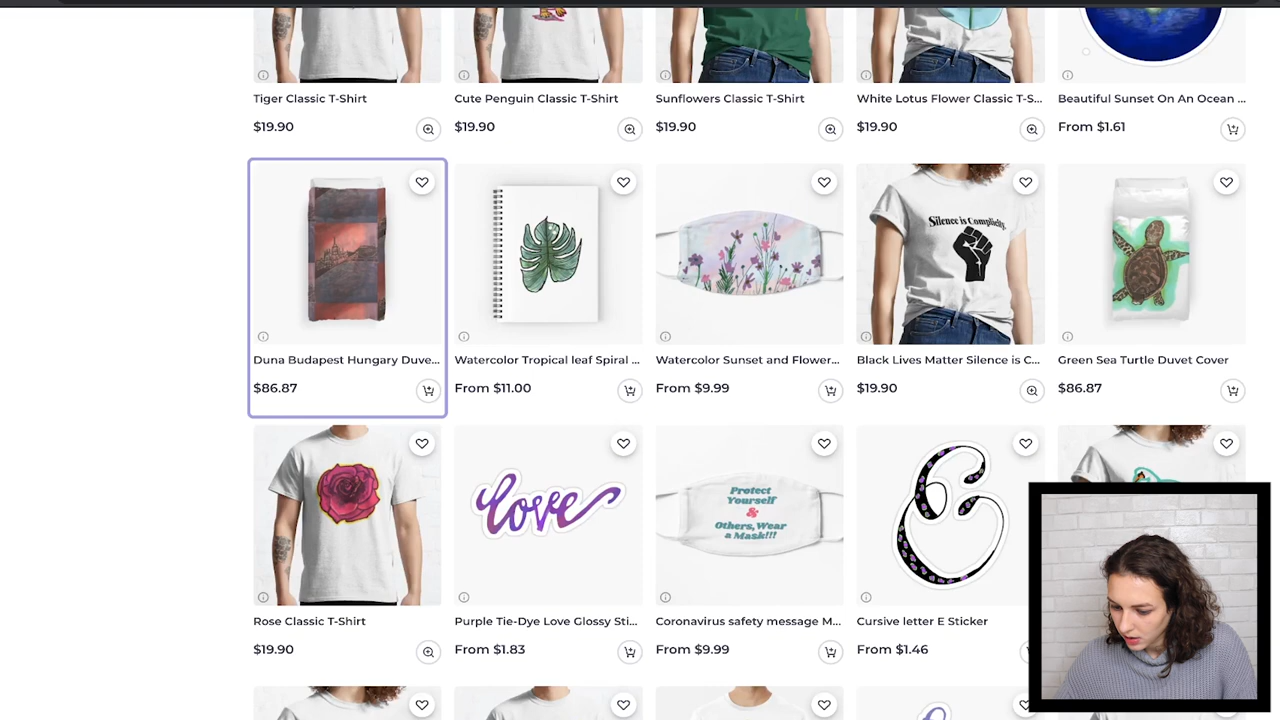 Tiger Classic T-Shirt
Cute Penguin Classic T-Shirt
Sunflowers Classic T-Shirt
White Lotus Flower Classic T-S...
Beautiful Sunset On An Ocean ...
$19.90
$19.90
$19.90
$19.90
From $1.61
Silence is Complicity.
Duna Budapest Hungary Duve...
Watercolor Tropical leaf Spiral ...
Watercolor Sunset and Flower...
Black Lives Matter Silence is C...
Green Sea Turtle Duvet Cover
$86.87
From $11.00
From $9.99
$19.90
$86.87
love
Protect
Yourself
&
Others, Wear
a Mask!!!
E
Rose Classic T-Shirt
Purple Tie-Dye Love Glossy Sti...
Coronavirus safety message M...
Cursive letter E Sticker
$19.90
From $1.83
From $9.99
From $1.46